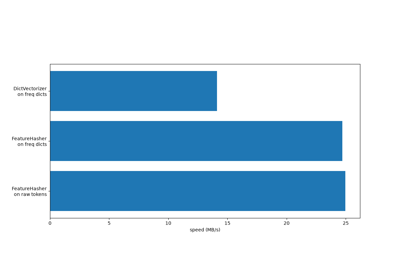 DictVectorizer
on freq dicts
FeatureHasher
on freq dicts
FeatureHasher
on raw tokens
0 5 10 15 20 25
speed (MB/s)